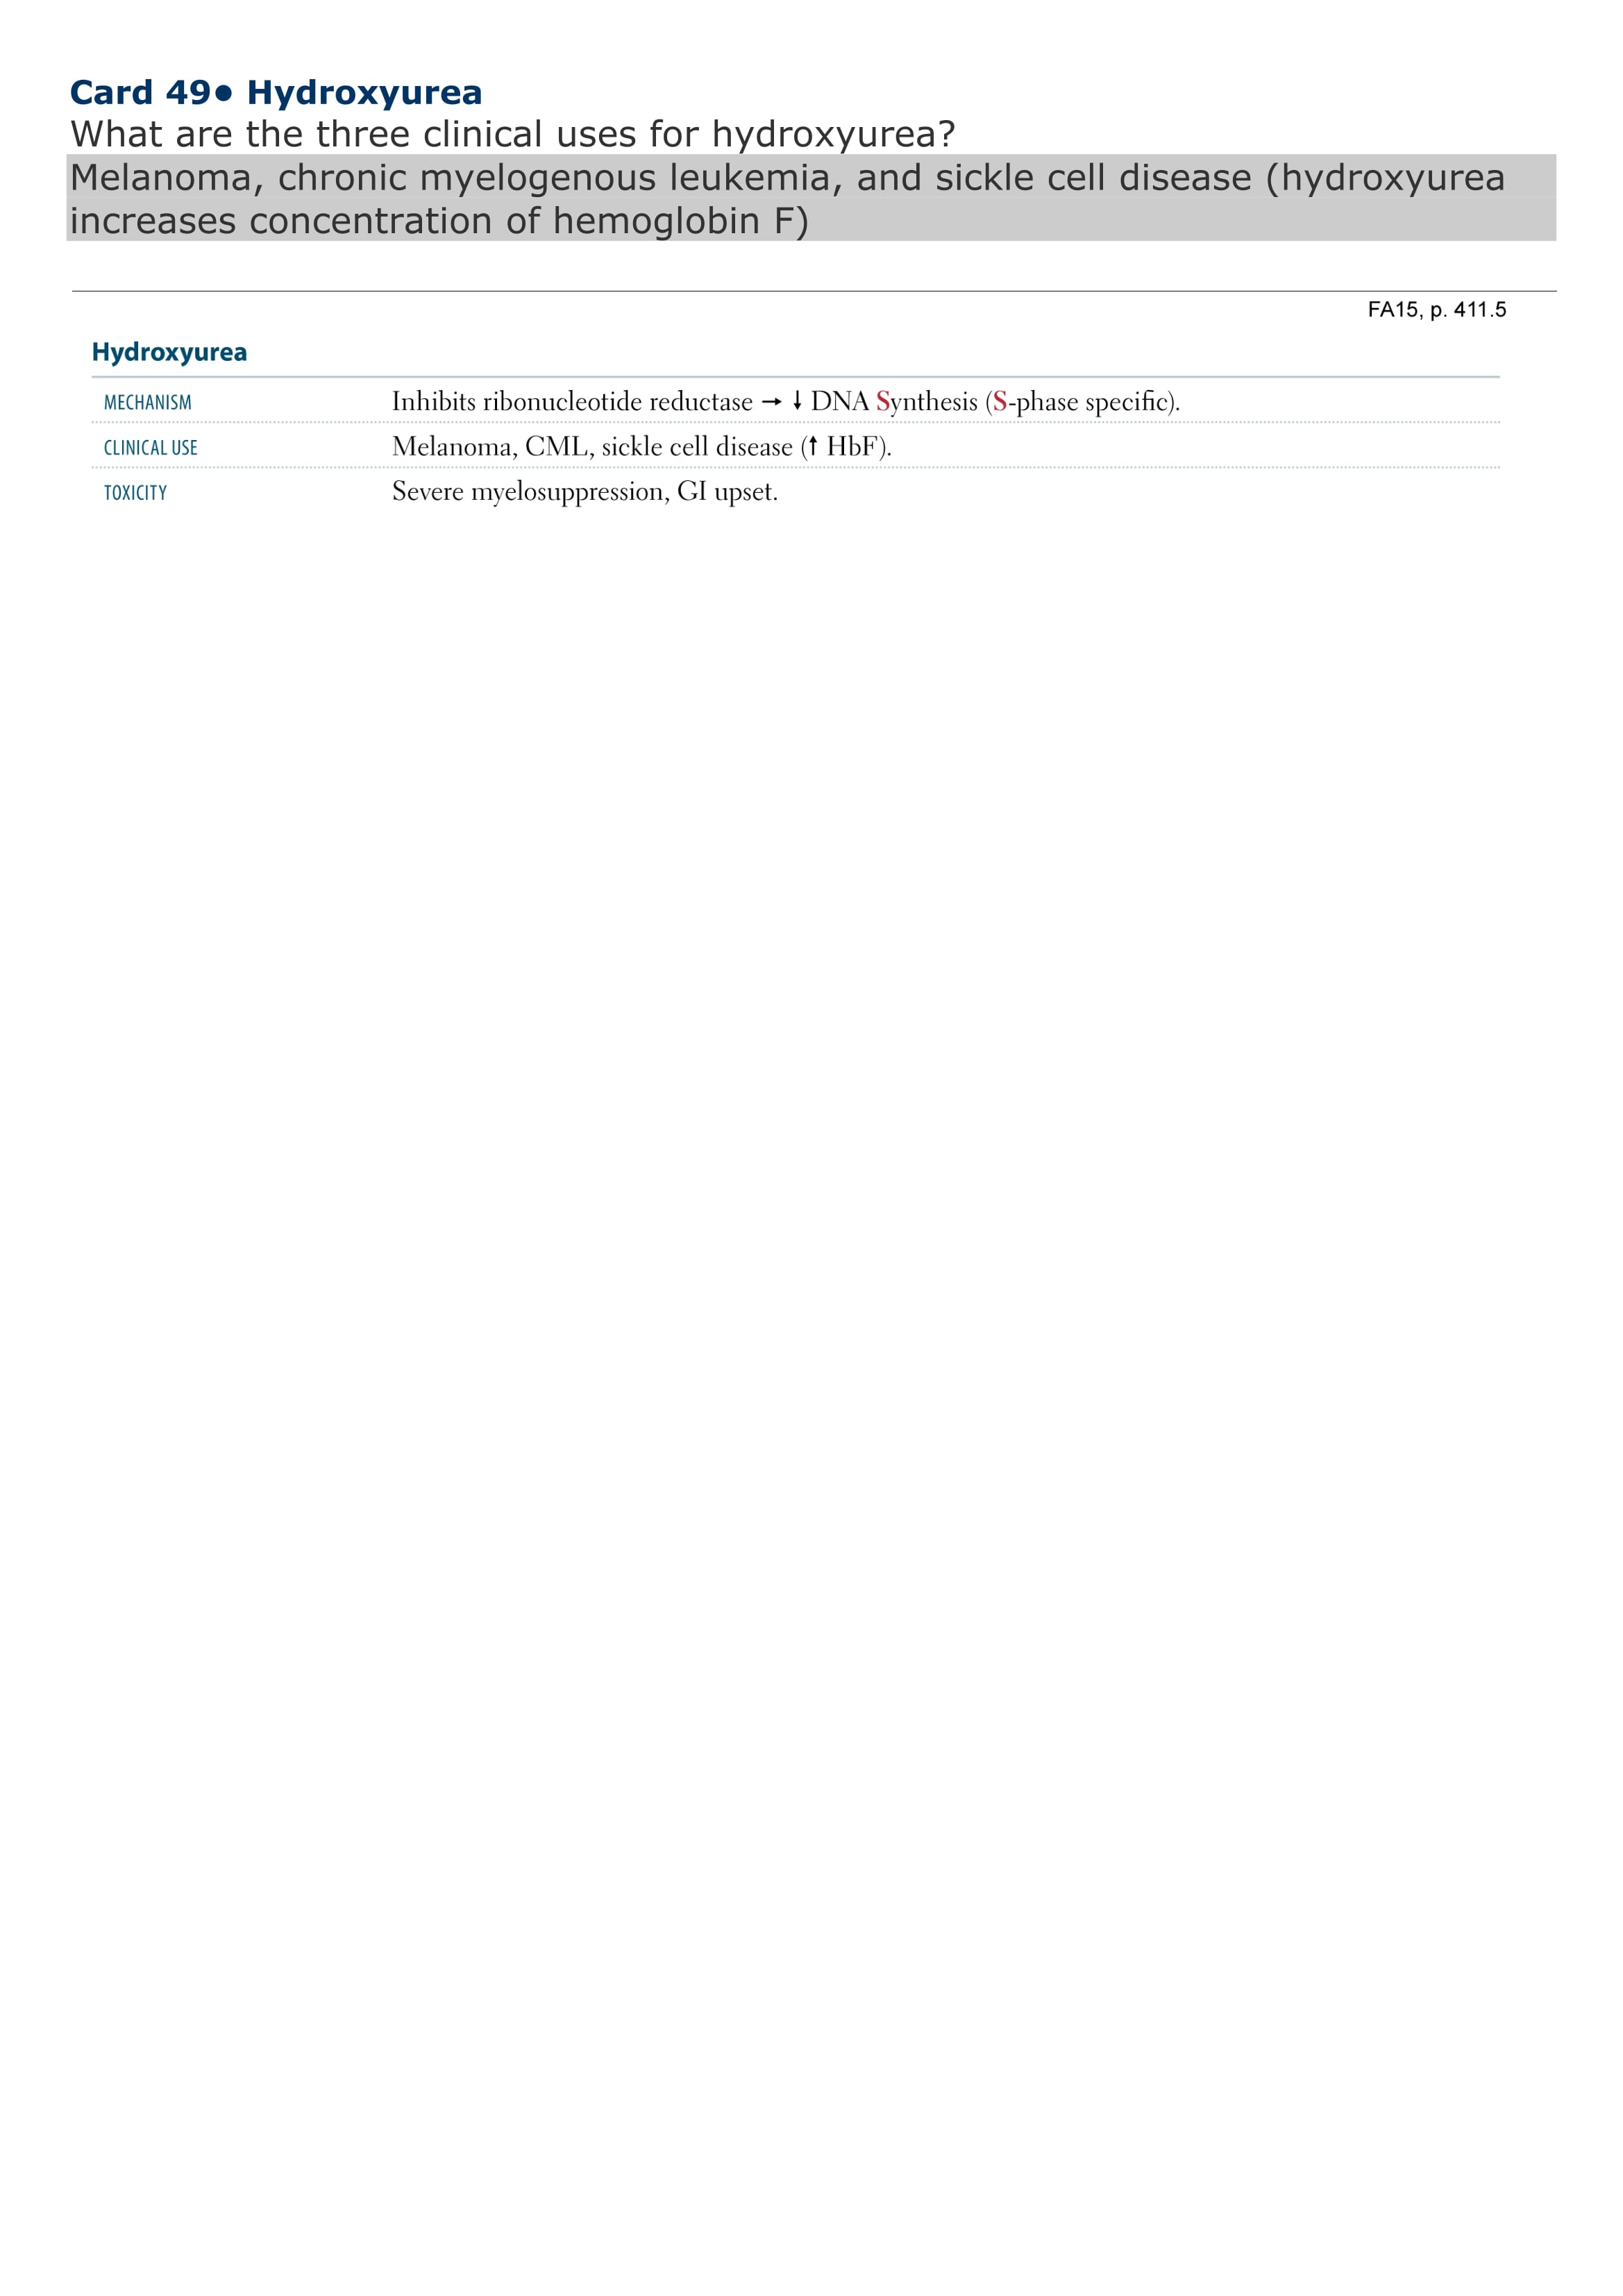 Card 49● Hydroxyurea
What are the three clinical uses for hydroxyurea?
Melanoma, chronic myelogenous leukemia, and sickle cell disease (hydroxyurea
increases concentration of hemoglobin F)
FA15, p. 411.5
Hydroxyurea
MECHANISM Inhibits ribonucleotide reductase → ↓ DNA Synthesis (S-phase specific).
CLINICAL USE Melanoma, CML, sickle cell disease (↑ HbF).
TOXICITY Severe myelosuppression, GI upset.